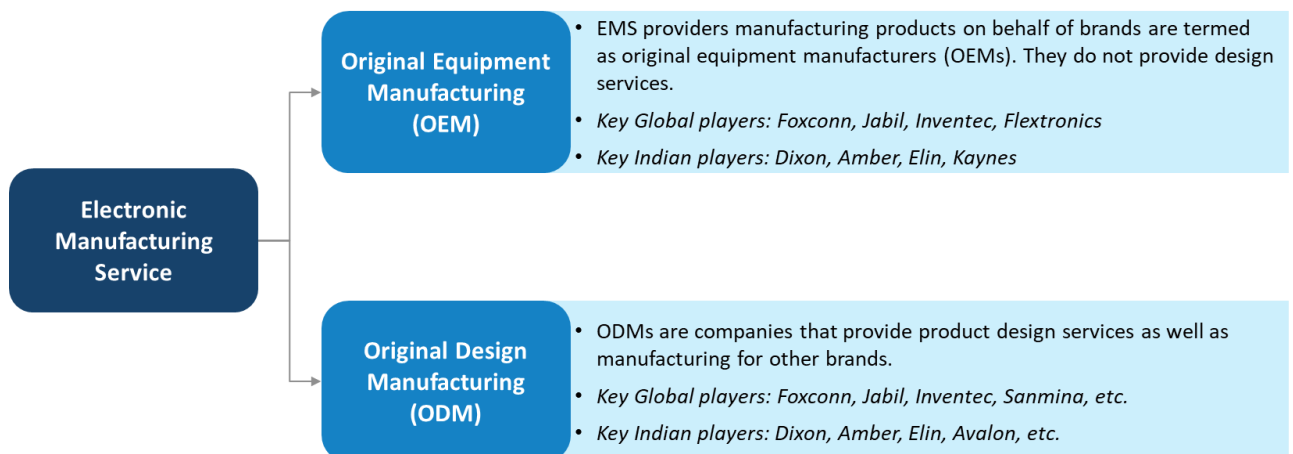 Electronic
Manufacturing
Service
Original Equipment
Manufacturing
(OEM)
• EMS providers manufacturing products on behalf of brands are termed
as original equipment manufacturers (OEMs). They do not provide design
services.
• Key Global players: Foxconn, Jabil, Inventec, Flextronics
• Key Indian players: Dixon, Amber, Elin, Kaynes
Original Design
Manufacturing
(ODM)
• ODMs are companies that provide product design services as well as
manufacturing for other brands.
• Key Global players: Foxconn, Jabil, Inventec, Sanmina, etc.
• Key Indian players: Dixon, Amber, Elin, Avalon, etc.